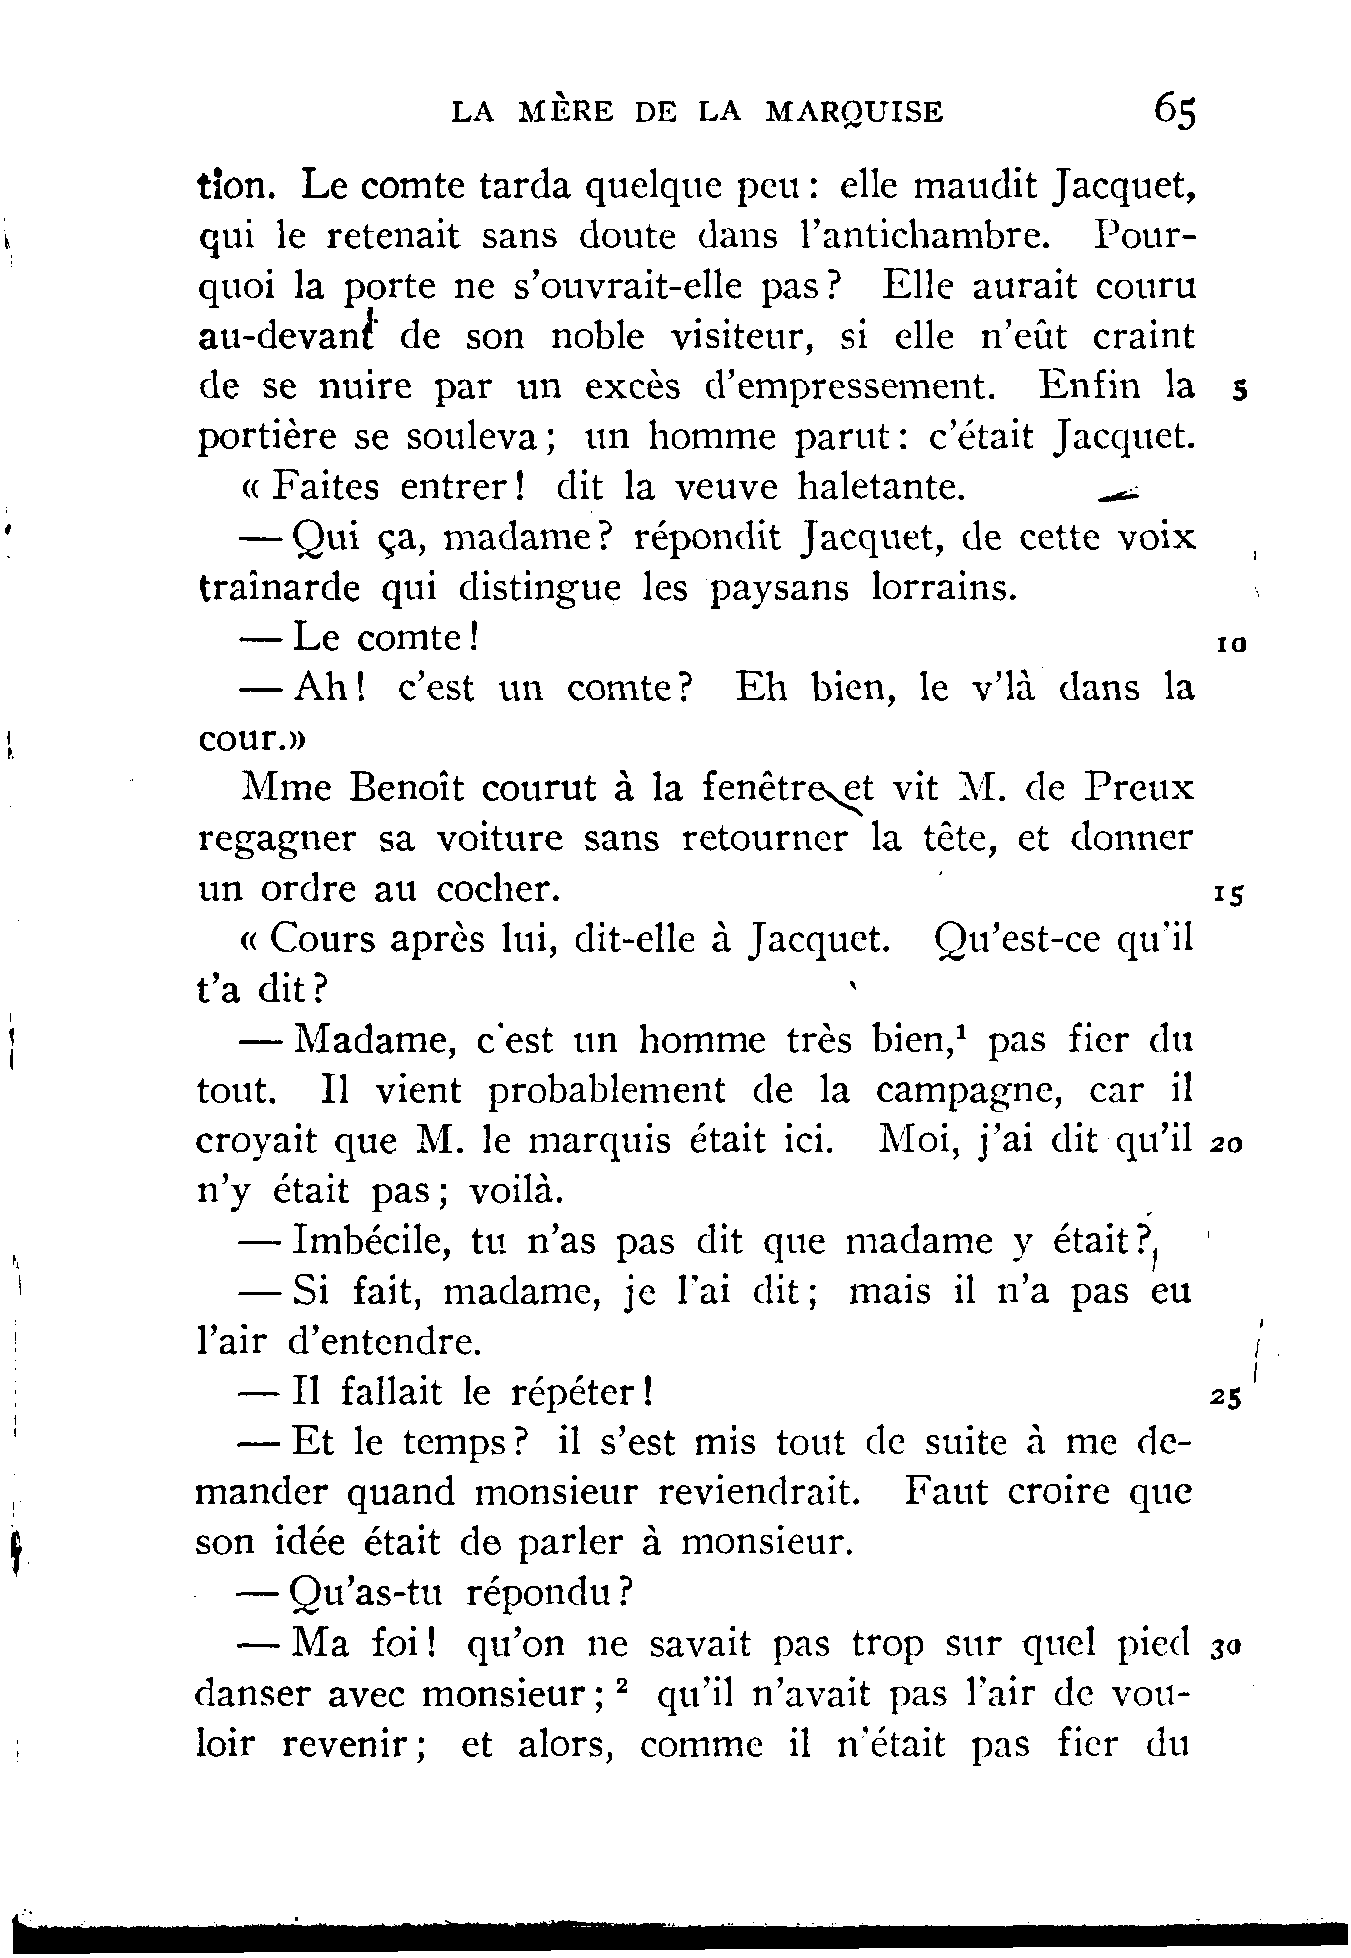 LA MÈRE DE LA MARQUISE 65
tion. Le comte tarda quelque peu : elle maudit Jacquet,
qui le retenait sans doute dans l'antichambre. Pour-
quoi la porte ne s'ouvrait-elle pas ? Elle aurait couru
au-devant de son noble visiteur, si elle n'eût craint
de se nuire par un excès d'empressement. Enfin la 5
portière se souleva ; un homme parut : c'était Jacquet.
« Faites entrer ! dit la veuve haletante.
— Qui ça, madame ? répondit Jacquet, de cette voix
traînarde qui distingue les paysans lorrains.
— Le comte ! 10
— Ah ! c'est un comte ? Eh bien, le v'là dans la
cour.»
Mme Benoît courut à la fenêtre et vit M. de Preux
regagner sa voiture sans retourner la tête, et donner
un ordre au cocher. 15
« Cours après lui, dit-elle à Jacquet. Qu'est-ce qu'il
t'a dit ?
— Madame, c'est un homme très bien,¹ pas fier du
tout. Il vient probablement de la campagne, car il
croyait que M. le marquis était ici. Moi, j'ai dit qu'il 20
n'y était pas ; voilà.
— Imbécile, tu n'as pas dit que madame y était ?
— Si fait, madame, je l'ai dit ; mais il n'a pas eu
l'air d'entendre.
— Il fallait le répéter ! 25
— Et le temps ? il s'est mis tout de suite à me de-
mander quand monsieur reviendrait. Faut croire que
son idée était de parler à monsieur.
— Qu'as-tu répondu ?
— Ma foi ! qu'on ne savait pas trop sur quel pied 30
danser avec monsieur ; ² qu'il n'avait pas l'air de vou-
loir revenir ; et alors, comme il n'était pas fier du